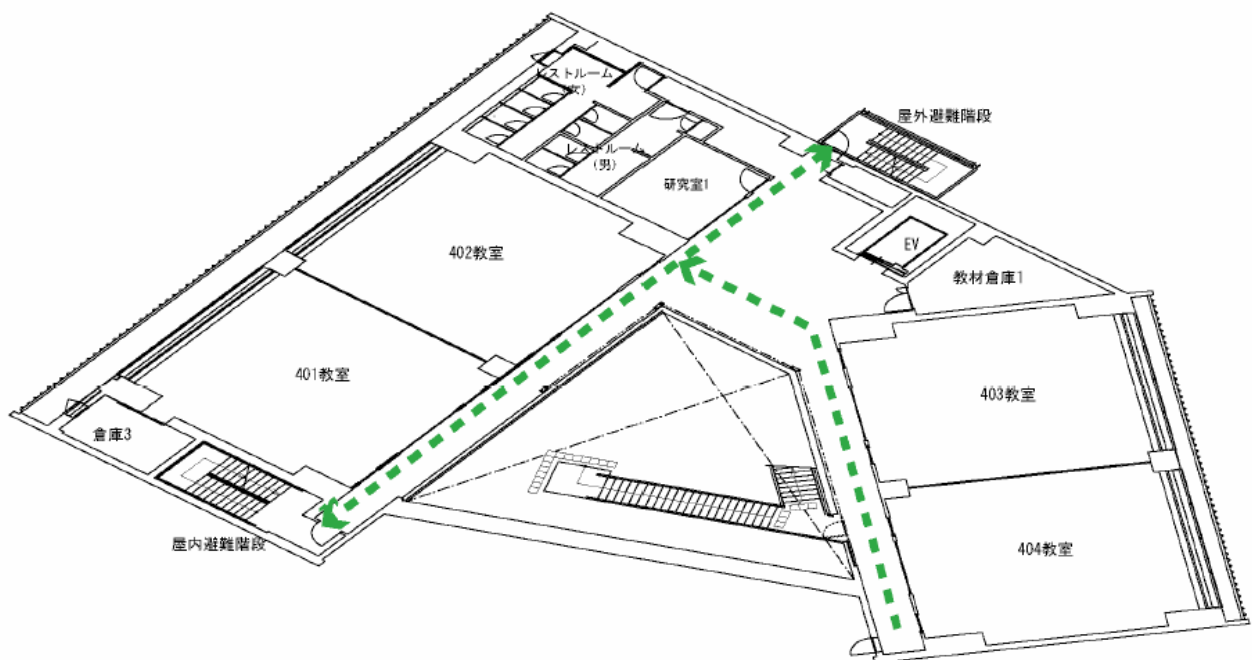 レストルーム
(女)
屋外避難階段
レストルーム
(男)
研究室1
EV
402教室
教材倉庫1
401教室
403教室
倉庫3
屋内避難階段
404教室